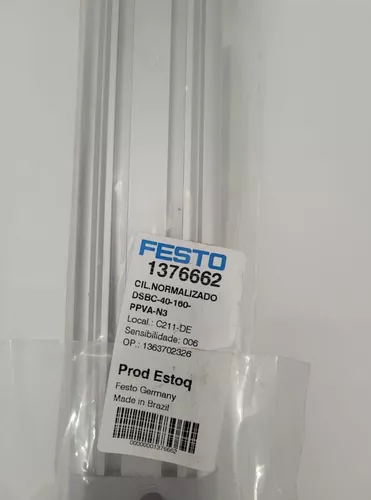 FESTO
1376662
CIL.NORMALIZADO
DSBC-40-160-
PPVA-N3
Local.: C211-DE
Sensibilidade: 006
OP.: 1363702326
Prod Estoq
Festo Germany
Made in Brazil
00000001376662